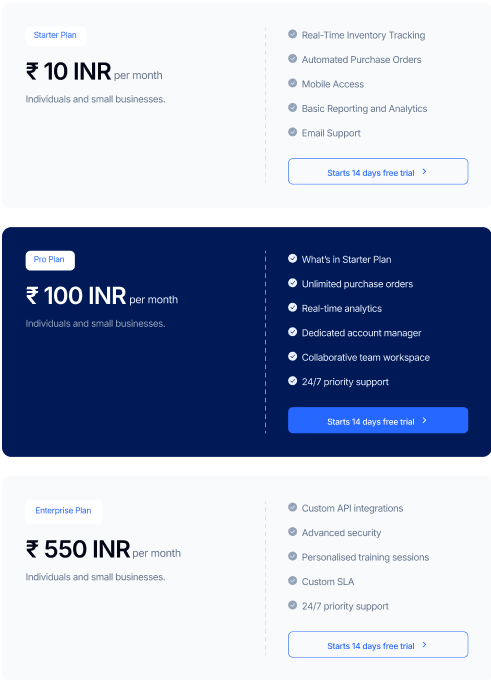 Starter Plan
₹ 10 INR per month
Individuals and small businesses.
Real-Time Inventory Tracking
Automated Purchase Orders
Mobile Access
Basic Reporting and Analytics
Email Support
Starts 14 days free trial
Pro Plan
₹ 100 INR per month
Individuals and small businesses.
What's in Starter Plan
Unlimited purchase orders
Real-time analytics
Dedicated account manager
Collaborative team workspace
24/7 priority support
Starts 14 days free trial
Enterprise Plan
₹ 550 INR per month
Individuals and small businesses.
Custom API integrations
Advanced security
Personalised training sessions
Custom SLA
24/7 priority support
Starts 14 days free trial